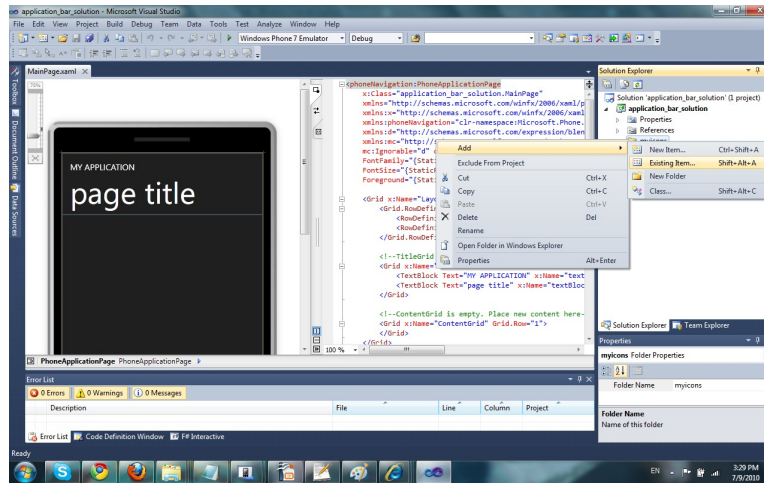 application_bar_solution - Microsoft Visual Studio
File Edit View Project Build Debug Team Data Tools Test Analyze Window Help
Windows Phone 7 Emulator Debug
Toolbox
Document Outline
Data Sources
MainPage.xaml
MY APPLICATION
page title
<phoneNavigation:PhoneApplicationPage
x:Class="application_bar_solution.MainPage"
xmlns="http://schemas.microsoft.com/winfx/2006/xaml/p
xmlns:x="http://schemas.microsoft.com/winfx/2006/xaml
xmlns:phoneNavigation="clr-namespace:Microsoft.Phone.
xmlns:d="http://schemas.microsoft.com/expression/blen
xmlns:mc="http:
mc:Ignorable="d"
FontFamily="{Stati
FontSize="{StaticR
Foreground="{Stat
<Grid x:Name="Layo
<Grid.RowDefin
<RowDefini
<RowDefini
</Grid.RowDefi
<!--TitleGrid
<Grid x:Name="
<TextBlock Text="MY APPLICATION" x:Name="text
<TextBlock Text="page title" x:Name="textBloc
</Grid>
<!--ContentGrid is empty. Place new content here-
<Grid x:Name="ContentGrid" Grid.Row="1">
</Grid>
</Grid>
100 %
Add
Exclude From Project
Cut Ctrl+X
Copy Ctrl+C
Paste Ctrl+V
Delete Del
Rename
Open Folder in Windows Explorer
Properties Alt+Enter
New Item... Ctrl+Shift+A
Existing Item... Shift+Alt+A
New Folder
Class... Shift+Alt+C
Solution Explorer
Solution 'application_bar_solution' (1 project)
application_bar_solution
Properties
References
myicons
Solution Explorer Team Explorer
Properties
myicons Folder Properties
Folder Name myicons
Folder Name
Name of this folder
PhoneApplicationPage PhoneApplicationPage
Error List
0 Errors 0 Warnings 0 Messages
Description File Line Column Project
Error List Code Definition Window F# Interactive
Ready
EN 3:29 PM
7/9/2010